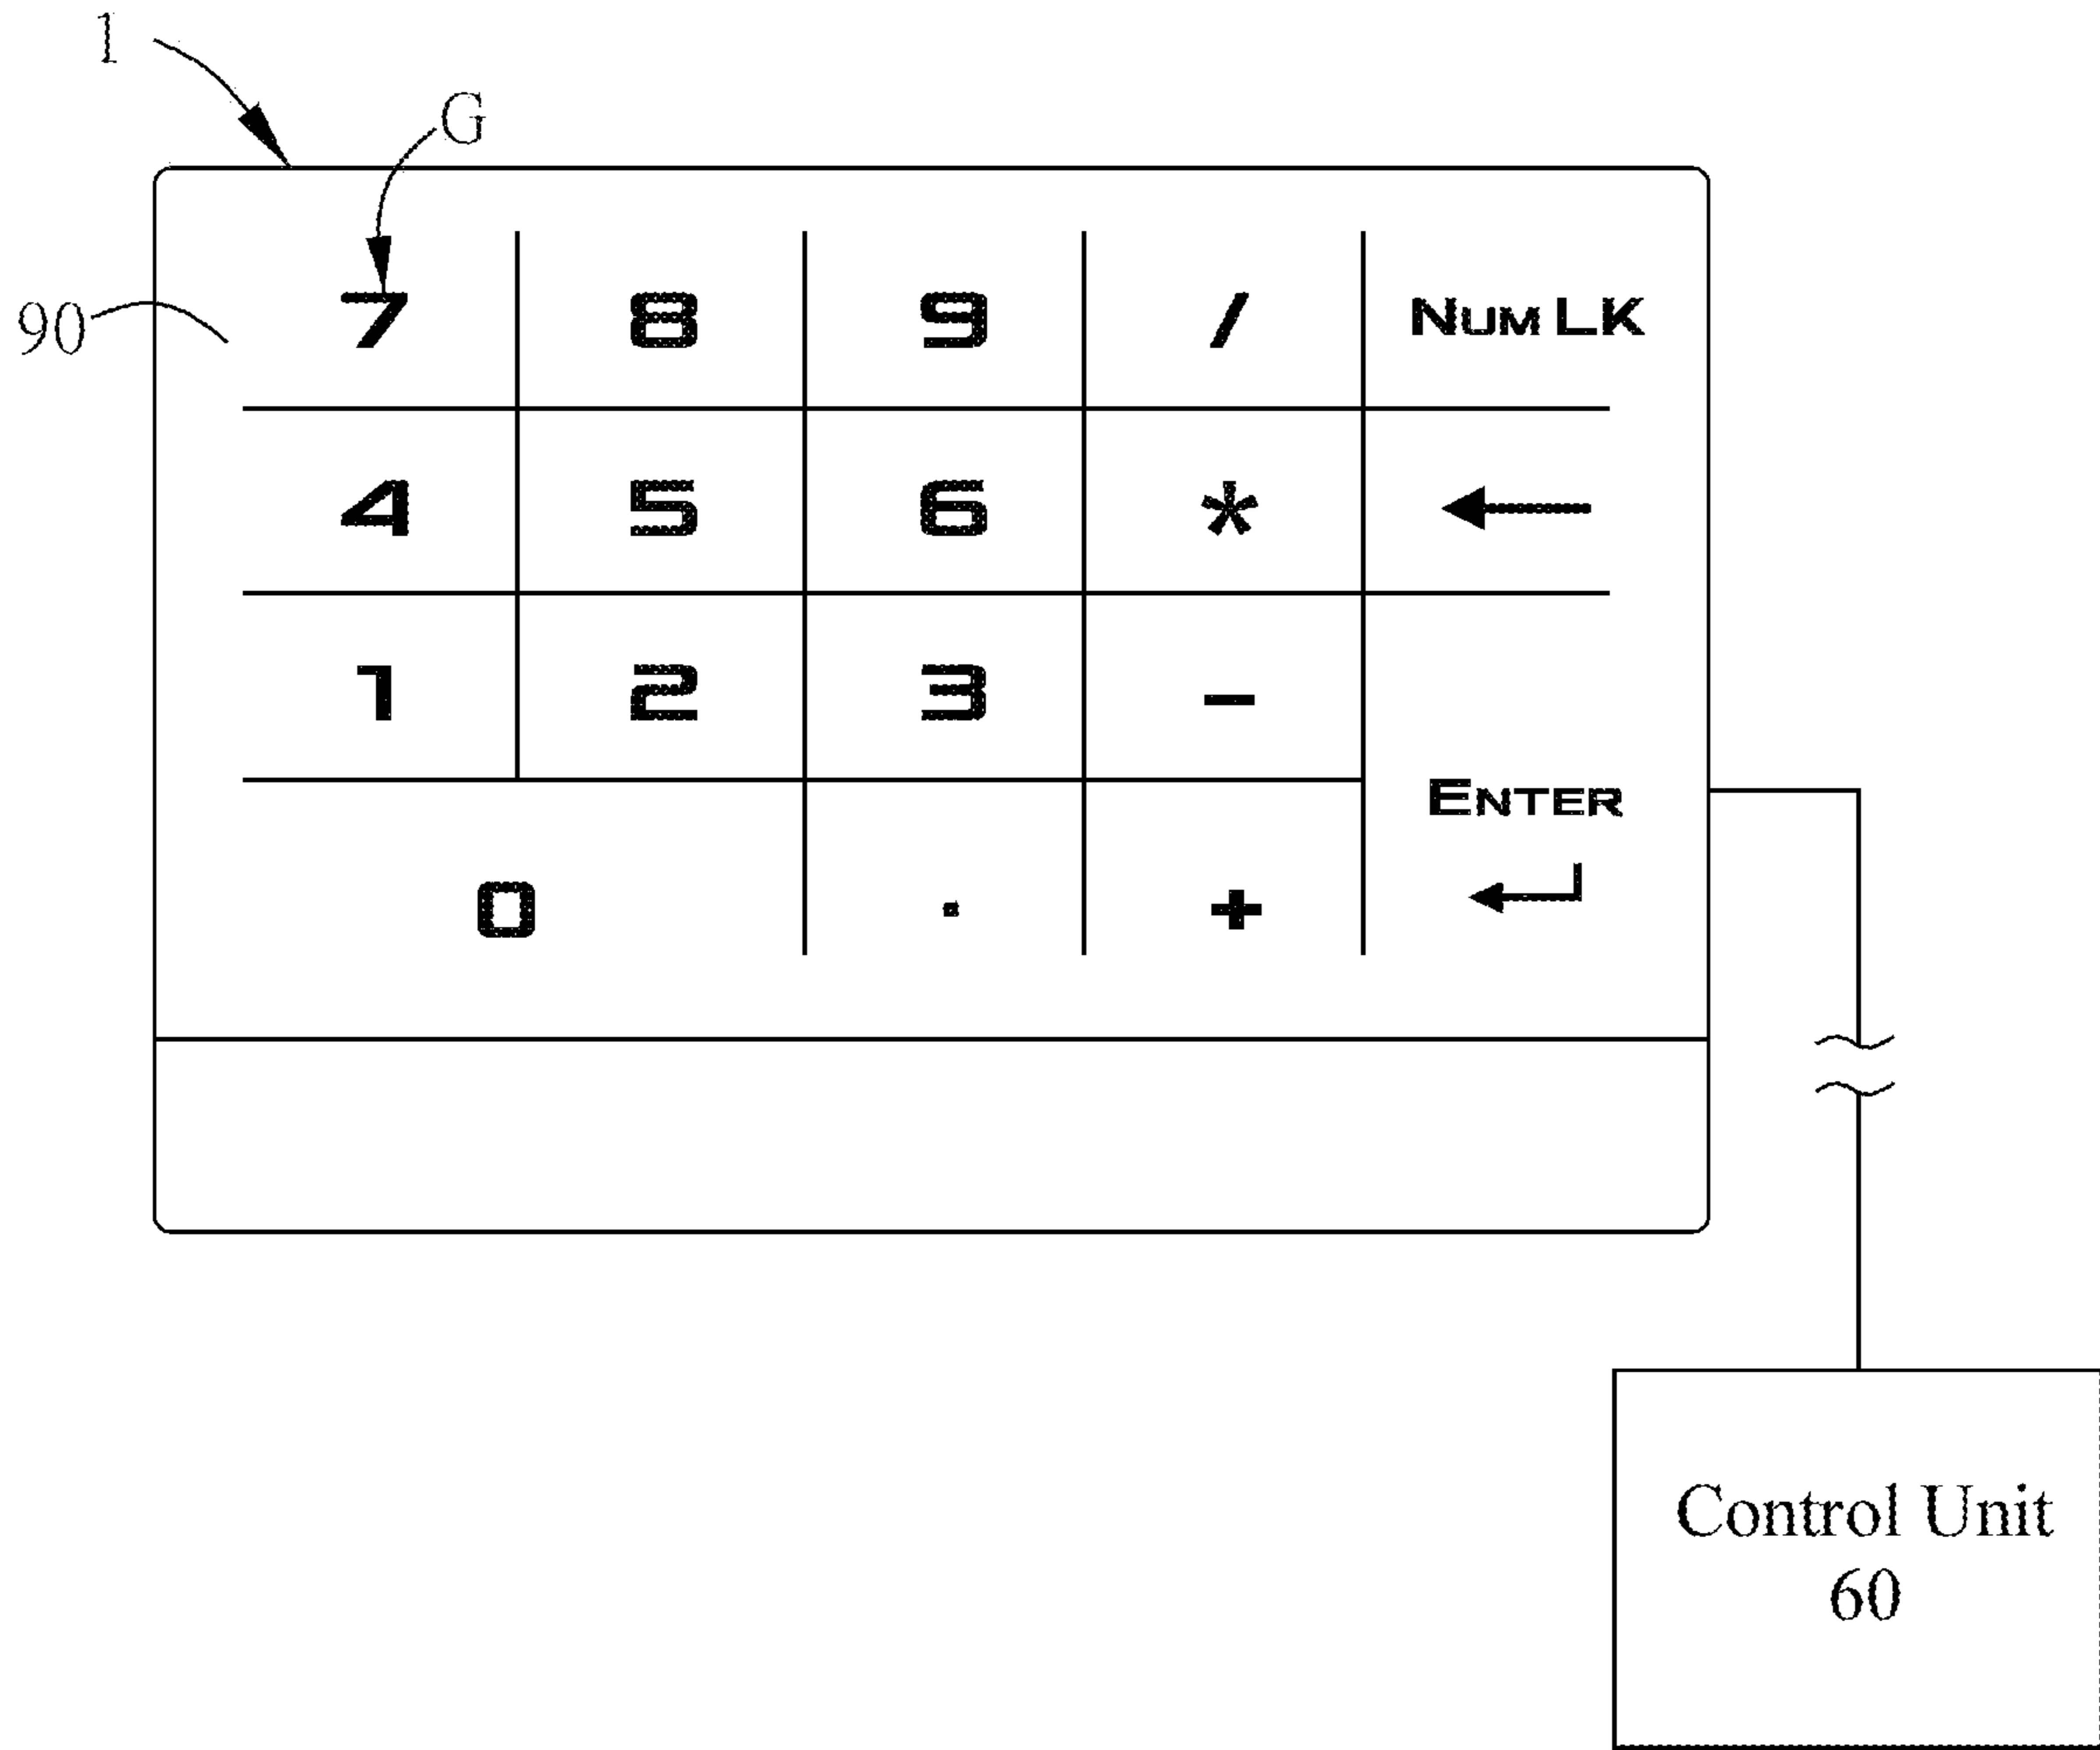 1
G
90
7 8 9 / NUM LK
4 5 6 * ←
1 2 3 -
ENTER
0 . + ↵
Control Unit
60